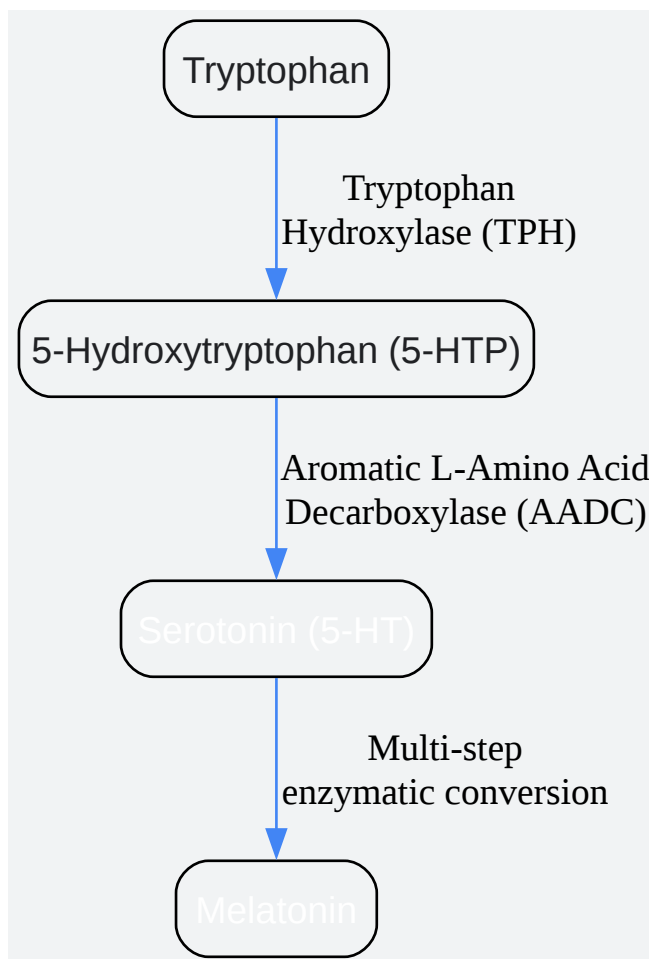 Tryptophan
Tryptophan
Hydroxylase (TPH)
5-Hydroxytryptophan (5-HTP)
Aromatic L-Amino Acid
Decarboxylase (AADC)
Serotonin (5-HT)
Multi-step
enzymatic conversion
Melatonin